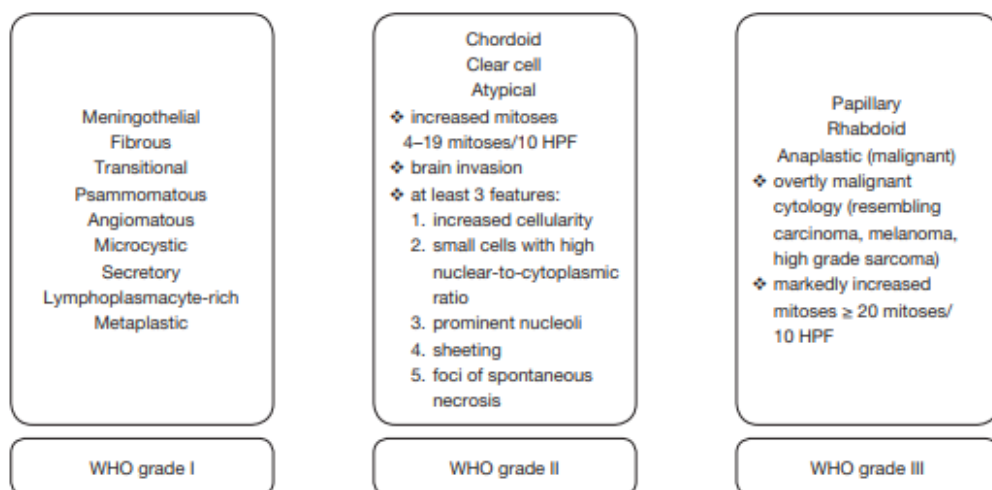 Meningothelial
Fibrous
Transitional
Psammomatous
Angiomatous
Microcystic
Secretory
Lymphoplasmacyte-rich
Metaplastic
WHO grade I
Chordoid
Clear cell
Atypical
❖ increased mitoses
4–19 mitoses/10 HPF
❖ brain invasion
❖ at least 3 features:
1. increased cellularity
2. small cells with high
nuclear-to-cytoplasmic
ratio
3. prominent nucleoli
4. sheeting
5. foci of spontaneous
necrosis
WHO grade II
Papillary
Rhabdoid
Anaplastic (malignant)
❖ overtly malignant
cytology (resembling
carcinoma, melanoma,
high grade sarcoma)
❖ markedly increased
mitoses ≥ 20 mitoses/
10 HPF
WHO grade III